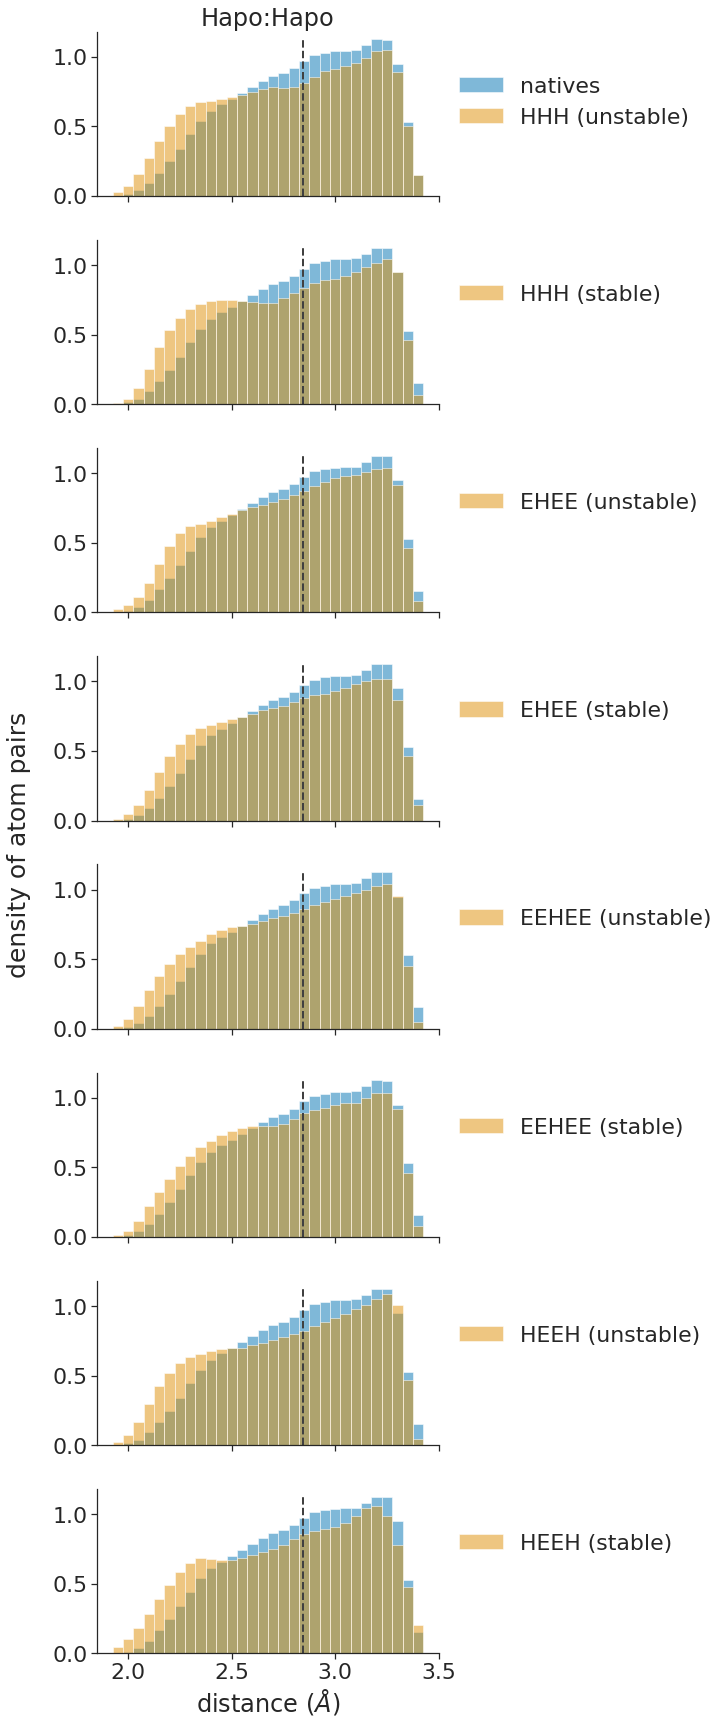 Hapo:Hapo
1.0
0.5
0.0
natives
HHH (unstable)
1.0
0.5
0.0
HHH (stable)
1.0
0.5
0.0
EHEE (unstable)
1.0
0.5
0.0
EHEE (stable)
density of atom pairs
1.0
0.5
0.0
EEHEE (unstable)
1.0
0.5
0.0
EEHEE (stable)
1.0
0.5
0.0
HEEH (unstable)
1.0
0.5
0.0
HEEH (stable)
2.0 2.5 3.0 3.5
distance (Å)